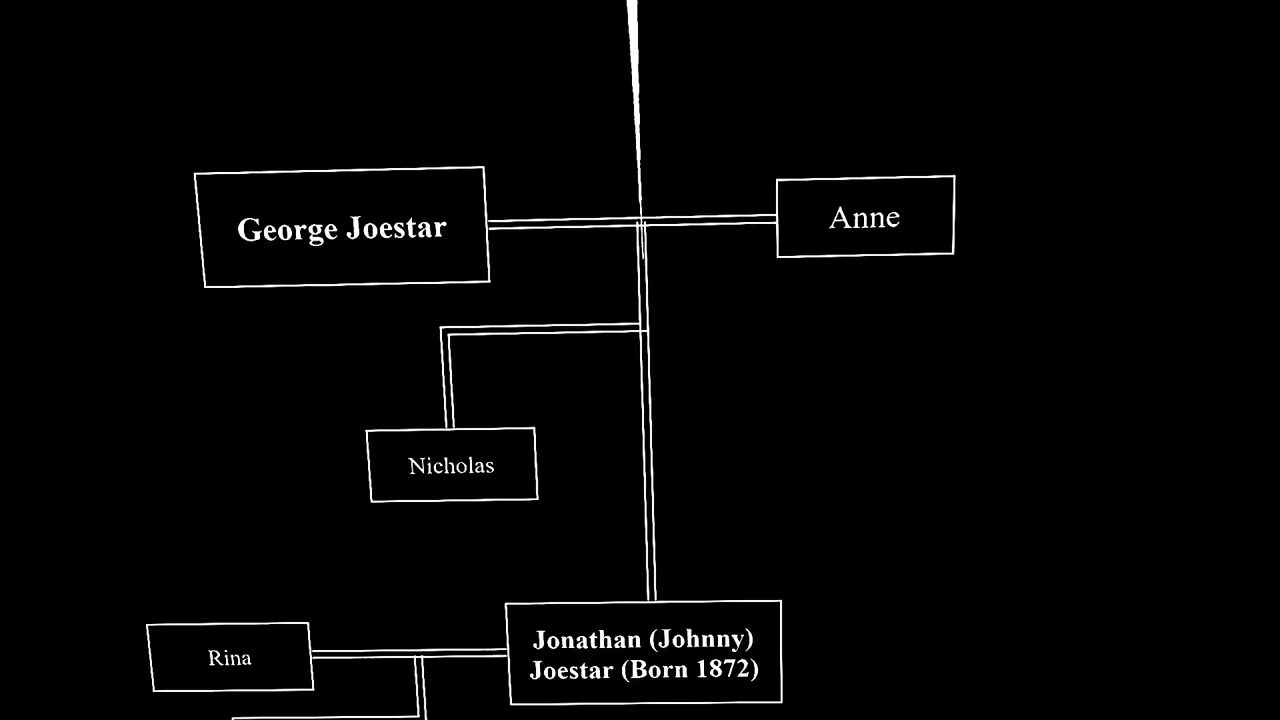 George Joestar
Anne
Nicholas
Rina
Jonathan (Johnny)
Joestar (Born 1872)